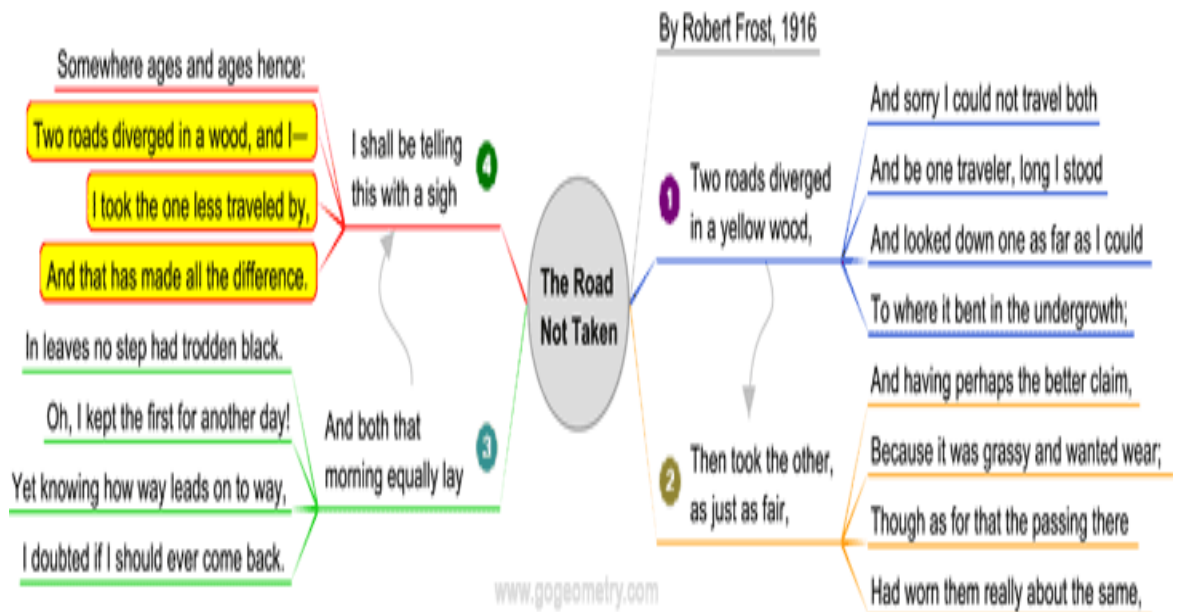 The Road
Not Taken
By Robert Frost, 1916
1
Two roads diverged
in a yellow wood,
And sorry I could not travel both
And be one traveler, long I stood
And looked down one as far as I could
To where it bent in the undergrowth;
2
Then took the other,
as just as fair,
And having perhaps the better claim,
Because it was grassy and wanted wear;
Though as for that the passing there
Had worn them really about the same,
3
And both that
morning equally lay
In leaves no step had trodden black.
Oh, I kept the first for another day!
Yet knowing how way leads on to way,
I doubted if I should ever come back.
4
I shall be telling
this with a sigh
Somewhere ages and ages hence:
Two roads diverged in a wood, and I—
I took the one less traveled by,
And that has made all the difference.
www.gogeometry.com